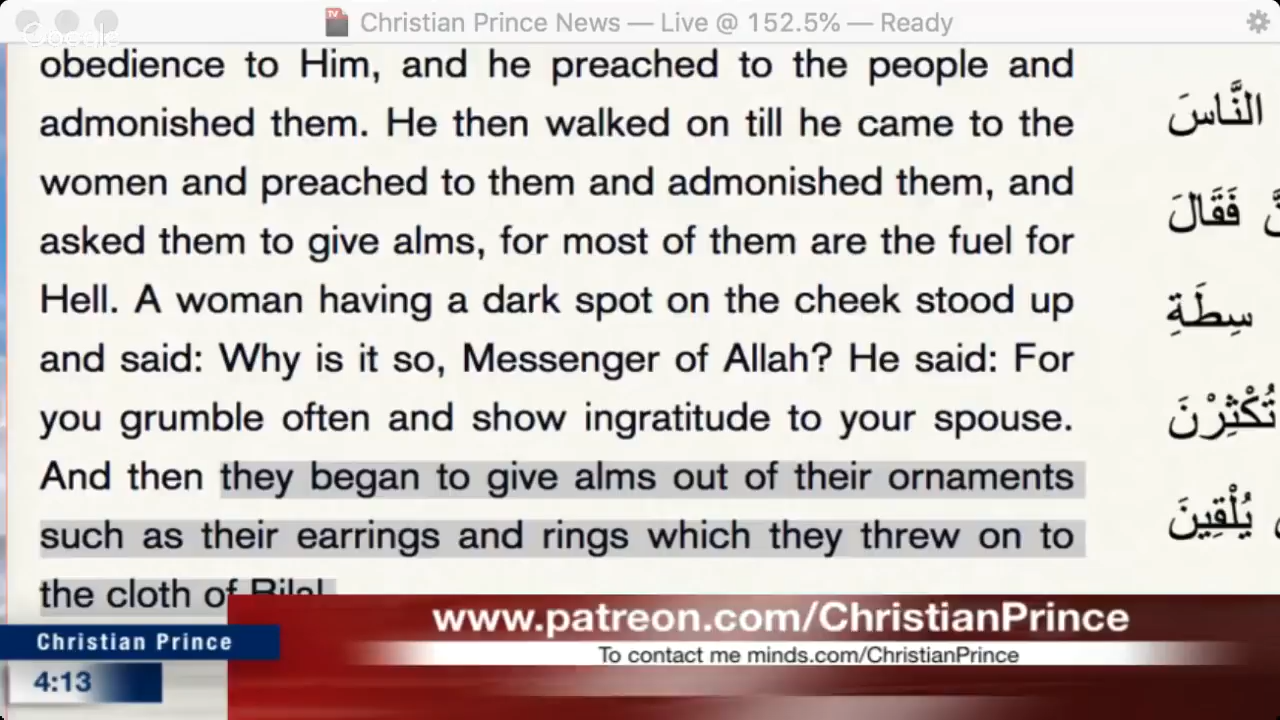 Christian Prince News — Live @ 152.5% — Ready
obedience to Him, and he preached to the people and
admonished them. He then walked on till he came to the
women and preached to them and admonished them, and
asked them to give alms, for most of them are the fuel for
Hell. A woman having a dark spot on the cheek stood up
and said: Why is it so, Messenger of Allah? He said: For
you grumble often and show ingratitude to your spouse.
And then they began to give alms out of their ornaments
such as their earrings and rings which they threw on to
the cloth of Bilal
النَّاسَ
فَقَالَ
سِطَةِ
تُكْثِرْنَ
يُلْقِينَ
www.patreon.com/ChristianPrince
To contact me minds.com/ChristianPrince
Christian Prince
4:13